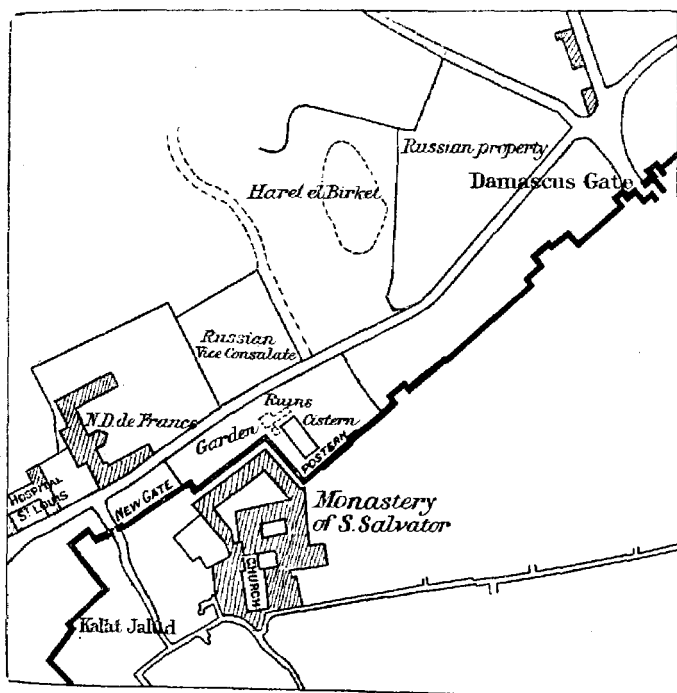 Russian property
Damascus Gate
Haret el Birket
Russian
Vice Consulate
N.D. de France
Ruins
Cistern
Garden
POSTERN
HOSPITAL
ST LOUIS
NEW GATE
Monastery
of S. Salvator
CHURCH
Kalat Jalud